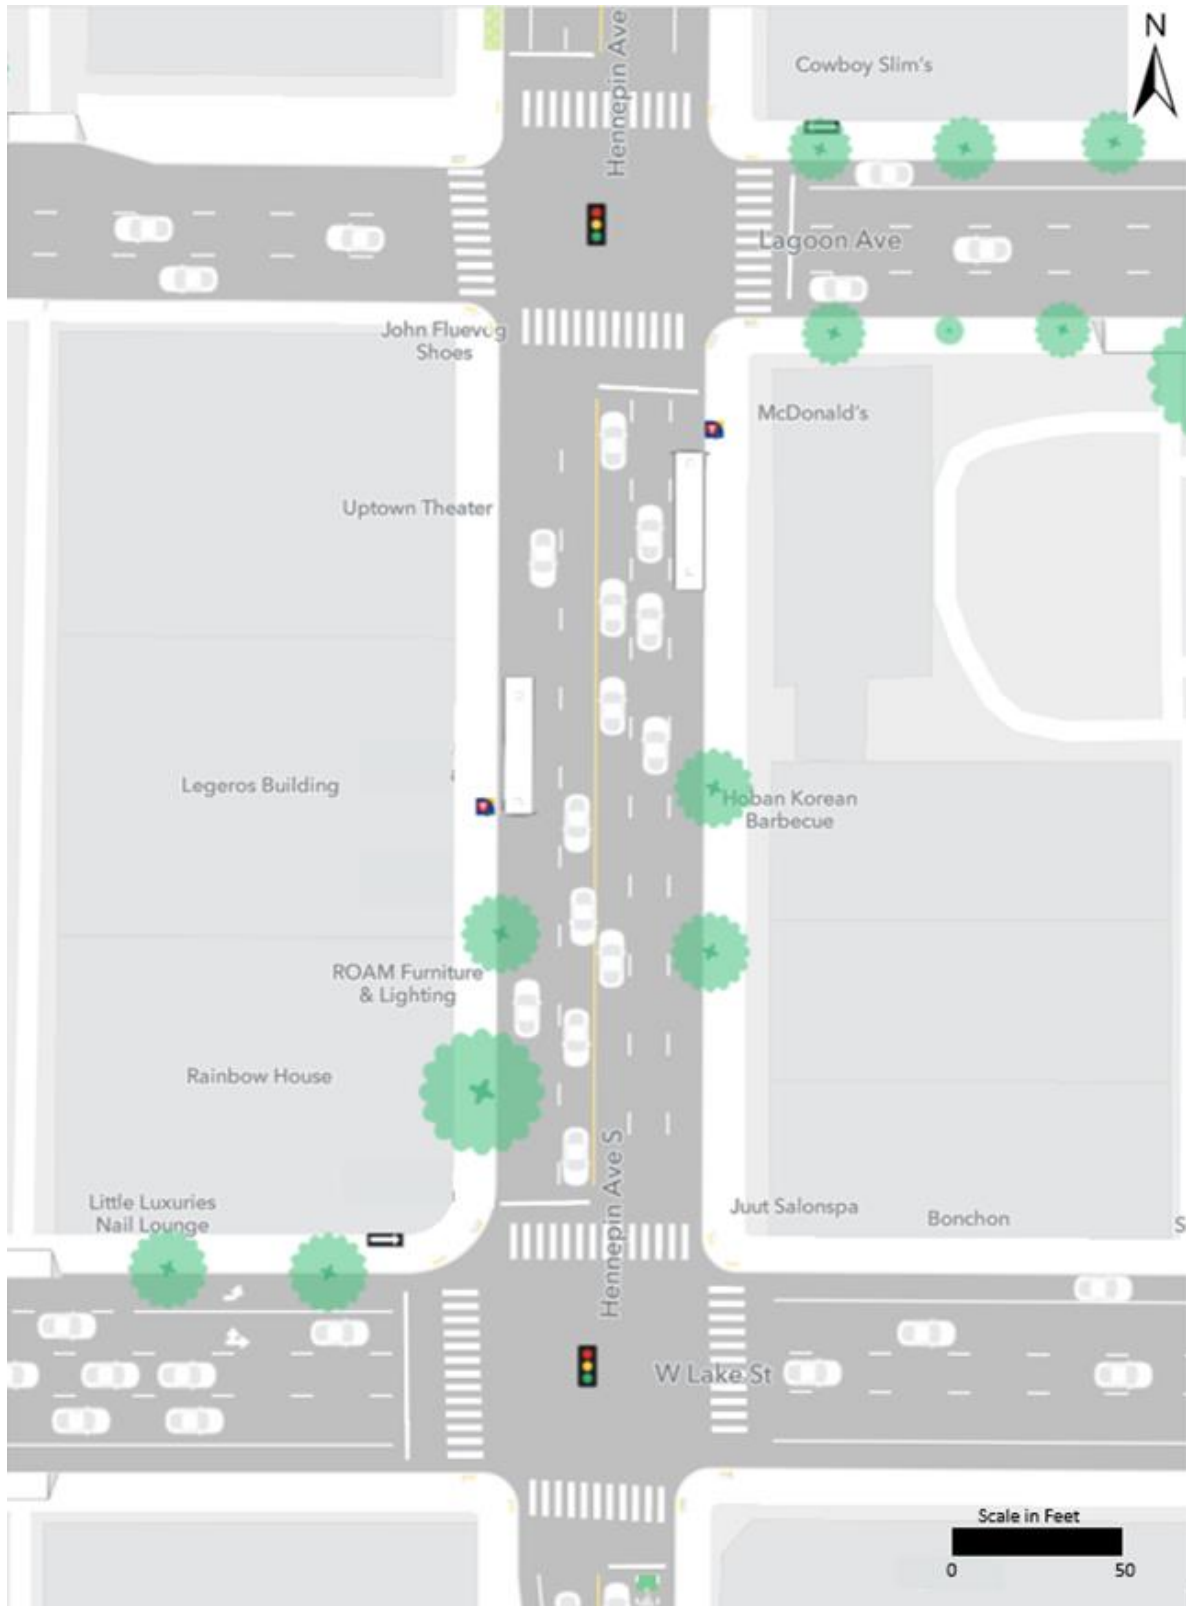 N
Hennepin Ave
Cowboy Slim's
Lagoon Ave
John Fluevog
Shoes
McDonald's
Uptown Theater
Legeros Building
Hoban Korean
Barbecue
ROAM Furniture
& Lighting
Rainbow House
Hennepin Ave S
Little Luxuries
Nail Lounge
Juut Salonspa
Bonchon
S
W Lake St
Scale in Feet
0 50